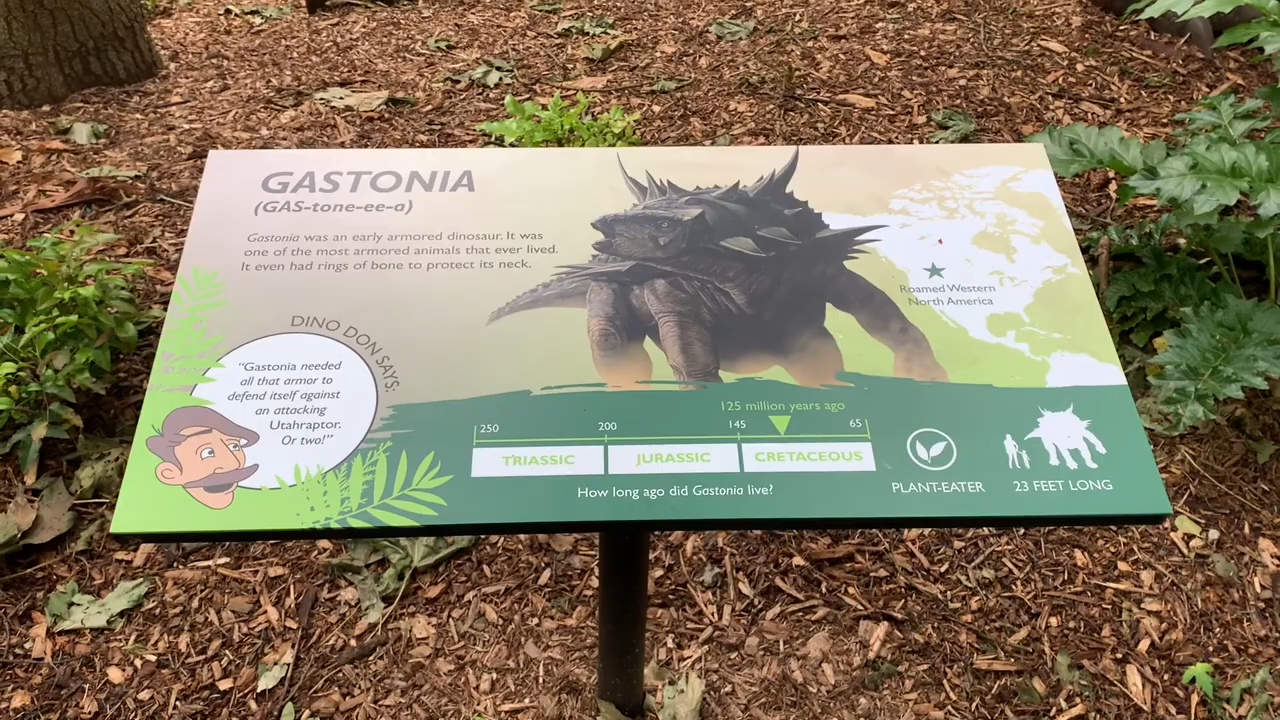 GASTONIA
(GAS-tone-ee-a)
Gastonia was an early armored dinosaur. It was
one of the most armored animals that ever lived.
It even had rings of bone to protect its neck.
DINO DON SAYS:
“Gastonia needed
all that armor to
defend itself against
an attacking
Utahraptor.
Or two!”
Roamed Western
North America
125 million years ago
250 200 145 65
TRIASSIC JURASSIC CRETACEOUS
How long ago did Gastonia live?
PLANT-EATER
23 FEET LONG